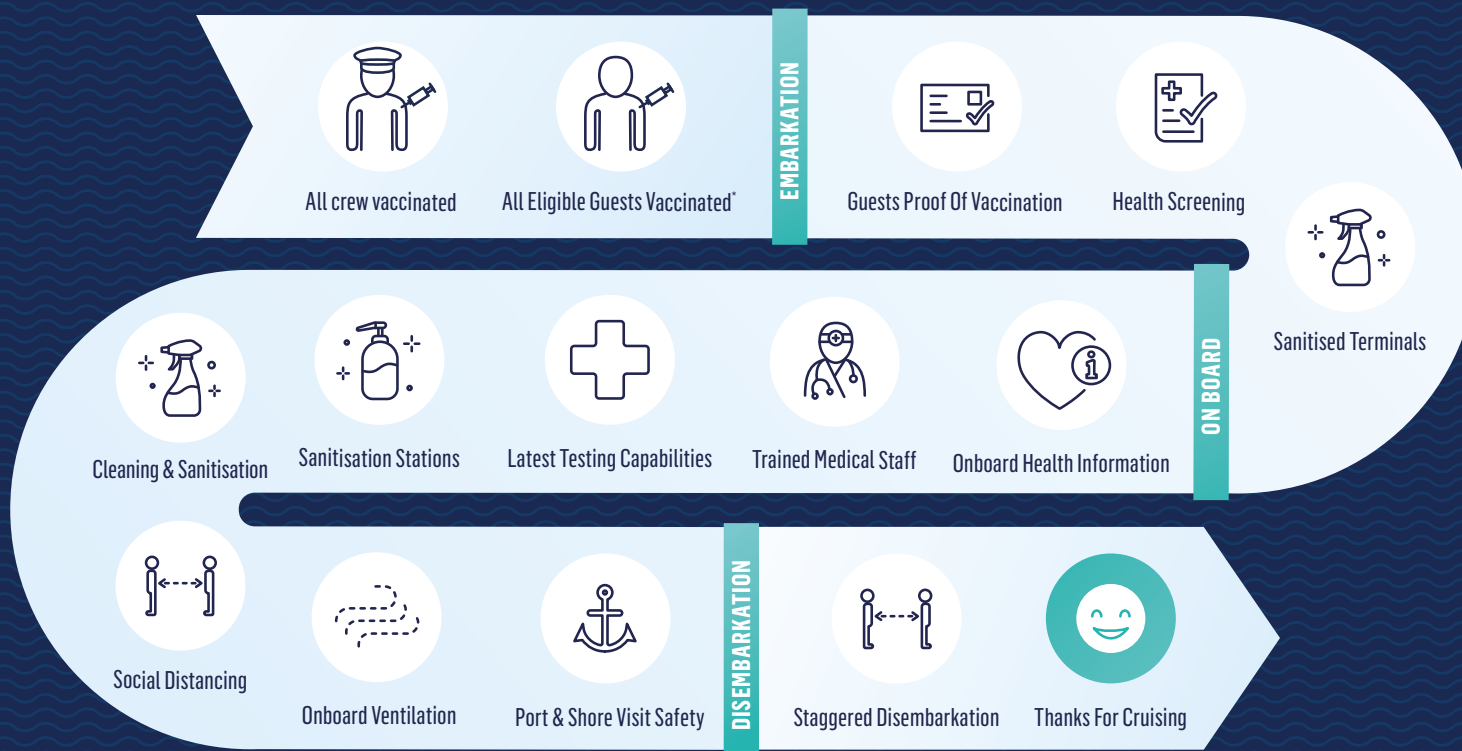 All crew vaccinated
All Eligible Guests Vaccinated*
EMBARKATION
Guests Proof Of Vaccination
Health Screening
Sanitised Terminals
ON BOARD
Onboard Health Information
Trained Medical Staff
Latest Testing Capabilities
Sanitisation Stations
Cleaning & Sanitisation
Social Distancing
Onboard Ventilation
Port & Shore Visit Safety
DISEMBARKATION
Staggered Disembarkation
Thanks For Cruising